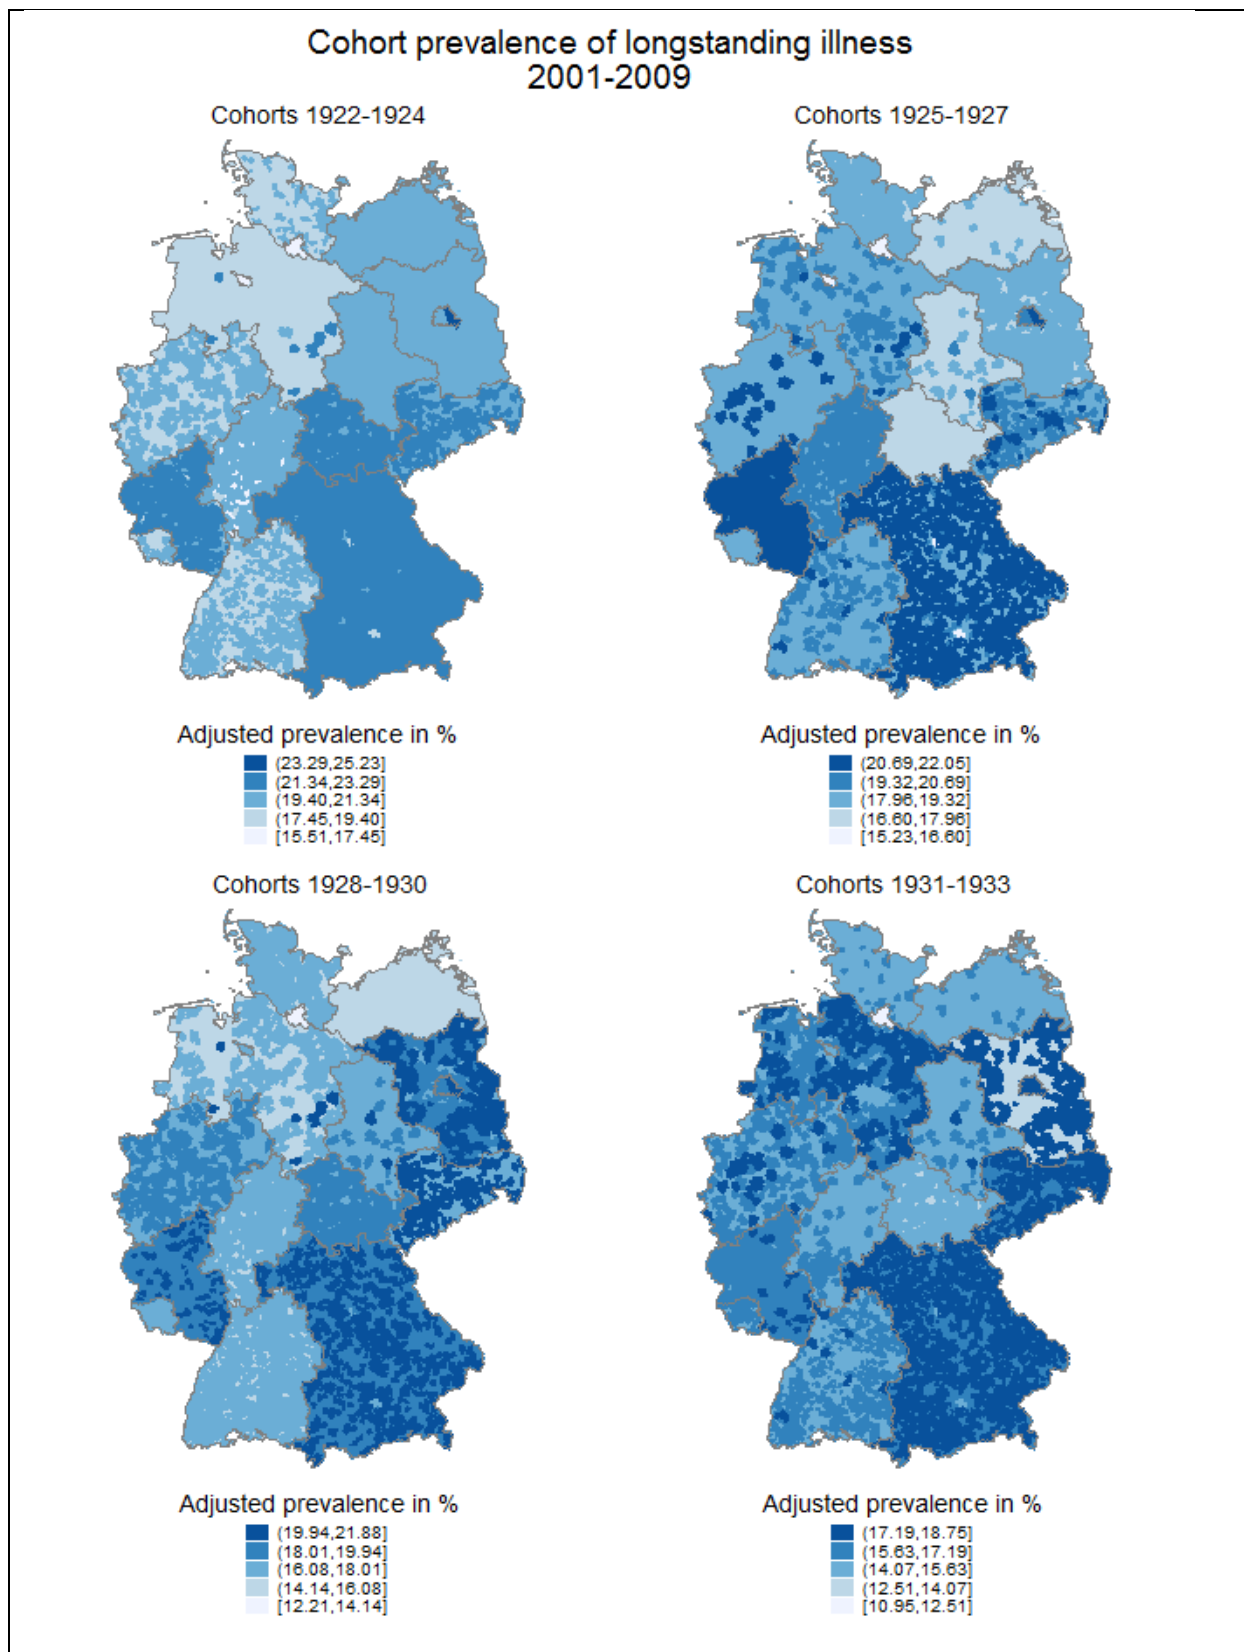 Cohort prevalence of longstanding illness
2001-2009
Cohorts 1922-1924
Adjusted prevalence in %
(23.29,25.23]
(21.34,23.29]
(19.40,21.34]
(17.45,19.40]
[15.51,17.45]
Cohorts 1925-1927
Adjusted prevalence in %
(20.69,22.05]
(19.32,20.69]
(17.96,19.32]
(16.60,17.96]
[15.23,16.60]
Cohorts 1928-1930
Adjusted prevalence in %
(19.94,21.88]
(18.01,19.94]
(16.08,18.01]
(14.14,16.08]
[12.21,14.14]
Cohorts 1931-1933
Adjusted prevalence in %
(17.19,18.75]
(15.63,17.19]
(14.07,15.63]
(12.51,14.07]
[10.95,12.51]